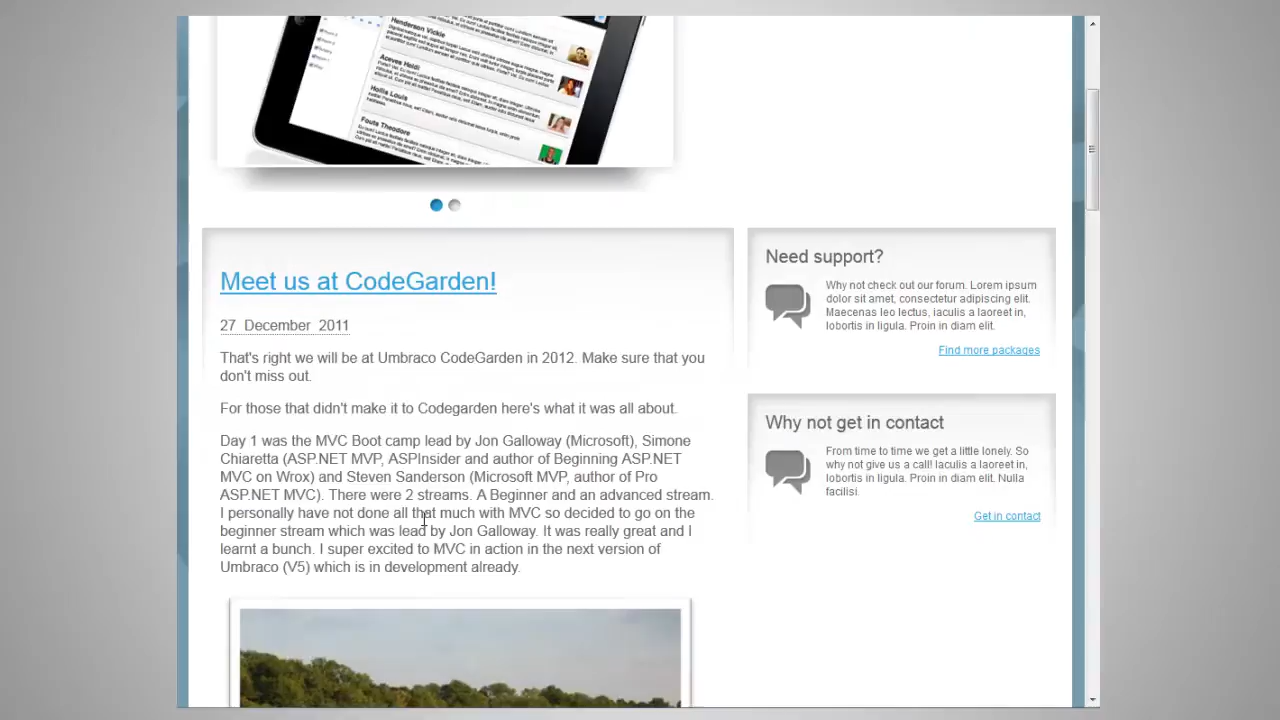 Henderson Vickie
Aceves Heidi
Hollis Louis
Fouts Theodore
Meet us at CodeGarden!
27 December 2011
That's right we will be at Umbraco CodeGarden in 2012. Make sure that you
don't miss out.
For those that didn't make it to Codegarden here's what it was all about.
Day 1 was the MVC Boot camp lead by Jon Galloway (Microsoft), Simone
Chiaretta (ASP.NET MVP, ASPInsider and author of Beginning ASP.NET
MVC on Wrox) and Steven Sanderson (Microsoft MVP, author of Pro
ASP.NET MVC). There were 2 streams. A Beginner and an advanced stream.
I personally have not done all that much with MVC so decided to go on the
beginner stream which was lead by Jon Galloway. It was really great and I
learnt a bunch. I super excited to MVC in action in the next version of
Umbraco (V5) which is in development already.
Need support?
Why not check out our forum. Lorem ipsum
dolor sit amet, consectetur adipiscing elit.
Maecenas leo lectus, iaculis a laoreet in,
lobortis in ligula. Proin in diam elit.
Find more packages
Why not get in contact
From time to time we get a little lonely. So
why not give us a call! Iaculis a laoreet in,
lobortis in ligula. Proin in diam elit. Nulla
facilisi.
Get in contact